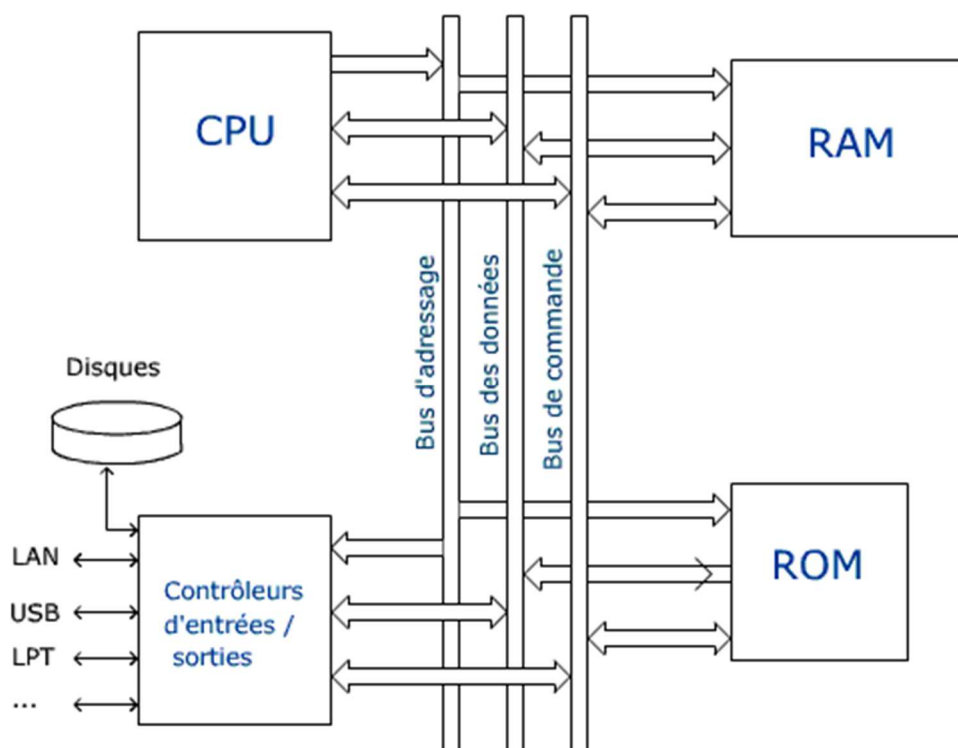 CPU
RAM
Bus d'adressage
Bus des données
Bus de commande
Disques
LAN
USB
LPT
...
Contrôleurs
d'entrées /
sorties
ROM